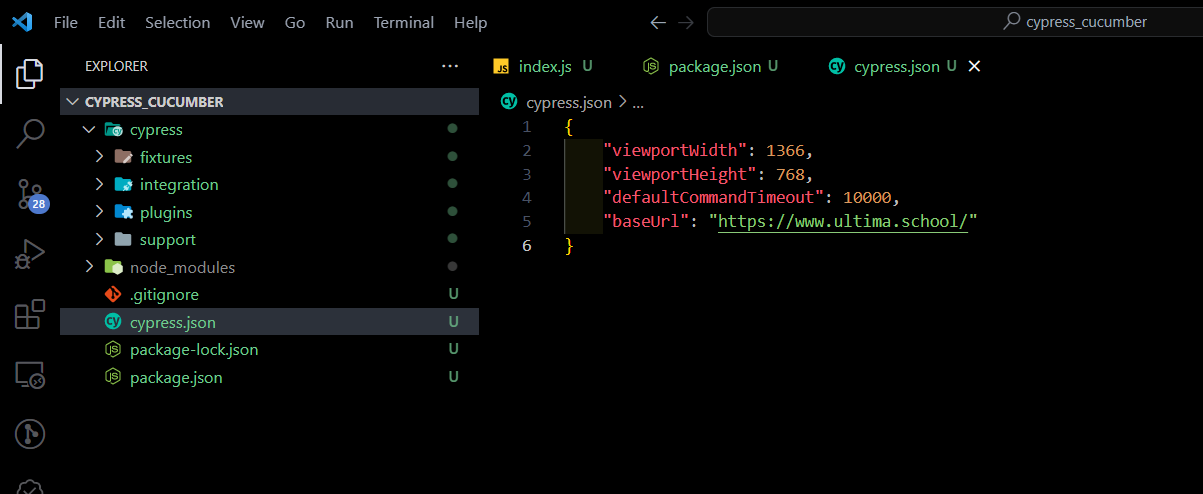 File Edit Selection View Go Run Terminal Help
cypress_cucumber
EXPLORER
index.js U
package.json U
cypress.json U
CYPRESS_CUCUMBER
cypress.json > ...
cypress
fixtures
integration
plugins
support
node_modules
.gitignore U
cypress.json U
package-lock.json U
package.json U
28
1 {
2 "viewportWidth": 1366,
3 "viewportHeight": 768,
4 "defaultCommandTimeout": 10000,
5 "baseUrl": "https://www.ultima.school/"
6 }